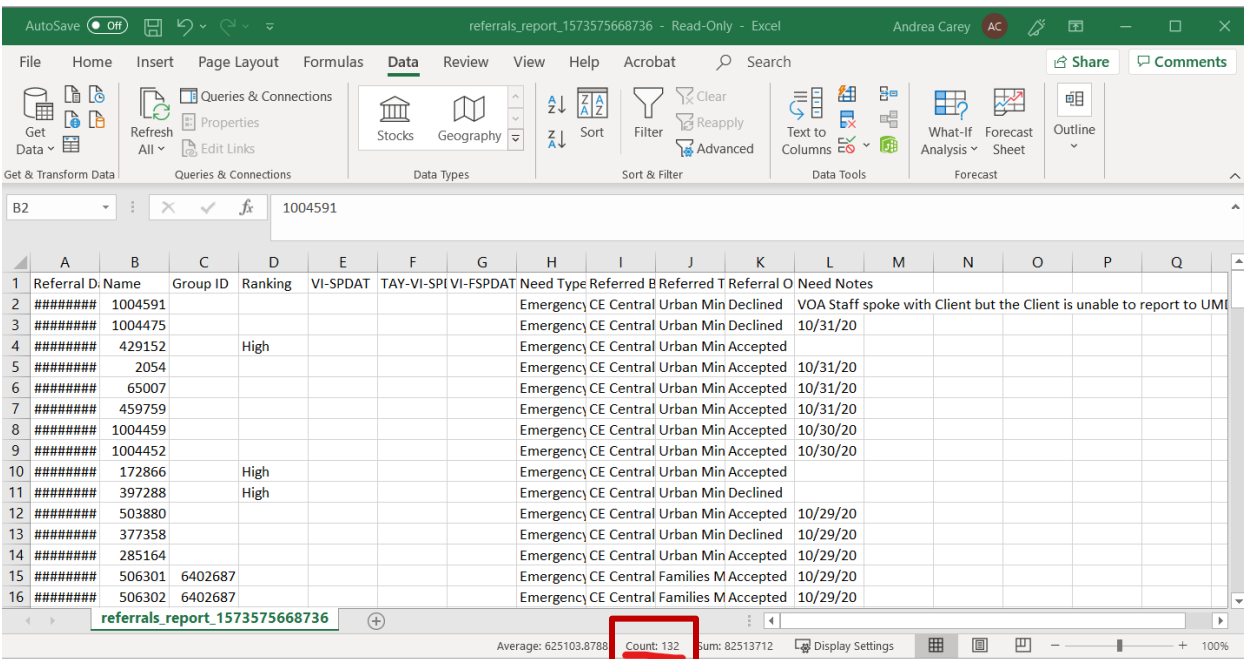 AutoSave Off referrals_report_1573575668736 - Read-Only - Excel Andrea Carey AC
File Home Insert Page Layout Formulas Data Review View Help Acrobat Search Share Comments
Get Data
Refresh All
Queries & Connections
Properties
Edit Links
Stocks
Geography
Sort
Filter
Clear
Reapply
Advanced
Text to Columns
What-If Analysis
Forecast Sheet
Outline
Get & Transform Data Queries & Connections Data Types Sort & Filter Data Tools Forecast
B2 fx 1004591
A B C D E F G H I J K L M N O P Q
1 Referral Da Name Group ID Ranking VI-SPDAT TAY-VI-SPI VI-FSPDAT Need Type Referred B Referred T Referral O Need Notes
2 ######## 1004591 Emergency CE Central Urban Min Declined VOA Staff spoke with Client but the Client is unable to report to UMD
3 ######## 1004475 Emergency CE Central Urban Min Declined 10/31/20
4 ######## 429152 High Emergency CE Central Urban Min Accepted
5 ######## 2054 Emergency CE Central Urban Min Accepted 10/31/20
6 ######## 65007 Emergency CE Central Urban Min Accepted 10/31/20
7 ######## 459759 Emergency CE Central Urban Min Accepted 10/31/20
8 ######## 1004459 Emergency CE Central Urban Min Accepted 10/30/20
9 ######## 1004452 Emergency CE Central Urban Min Accepted 10/30/20
10 ######## 172866 High Emergency CE Central Urban Min Accepted
11 ######## 397288 High Emergency CE Central Urban Min Declined
12 ######## 503880 Emergency CE Central Urban Min Accepted 10/29/20
13 ######## 377358 Emergency CE Central Urban Min Declined 10/29/20
14 ######## 285164 Emergency CE Central Urban Min Accepted 10/29/20
15 ######## 506301 6402687 Emergency CE Central Families M Accepted 10/29/20
16 ######## 506302 6402687 Emergency CE Central Families M Accepted 10/29/20
referrals_report_1573575668736
Average: 625103.8788 Count: 132 Sum: 82513712 Display Settings 100%